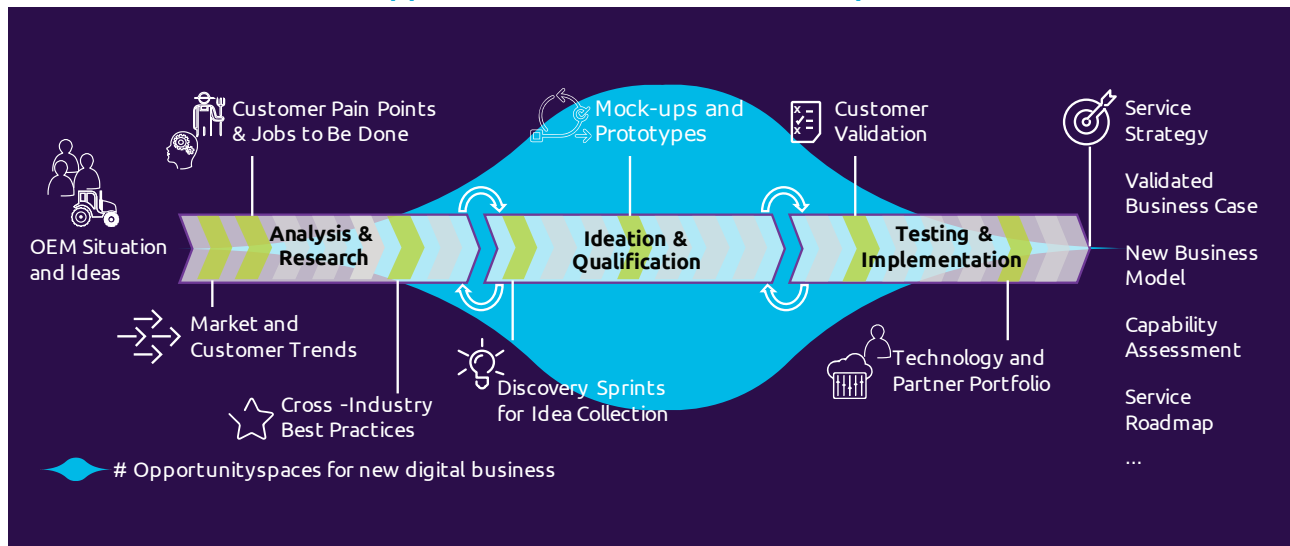 Customer Pain Points
& Jobs to Be Done
Mock-ups and
Prototypes
Customer
Validation
Service
Strategy
Validated
Business Case
New Business
Model
Capability
Assessment
Service
Roadmap
...
OEM Situation
and Ideas
Analysis &
Research
Ideation &
Qualification
Testing &
Implementation
Market and
Customer Trends
Cross -Industry
Best Practices
Discovery Sprints
for Idea Collection
Technology and
Partner Portfolio
# Opportunityspaces for new digital business